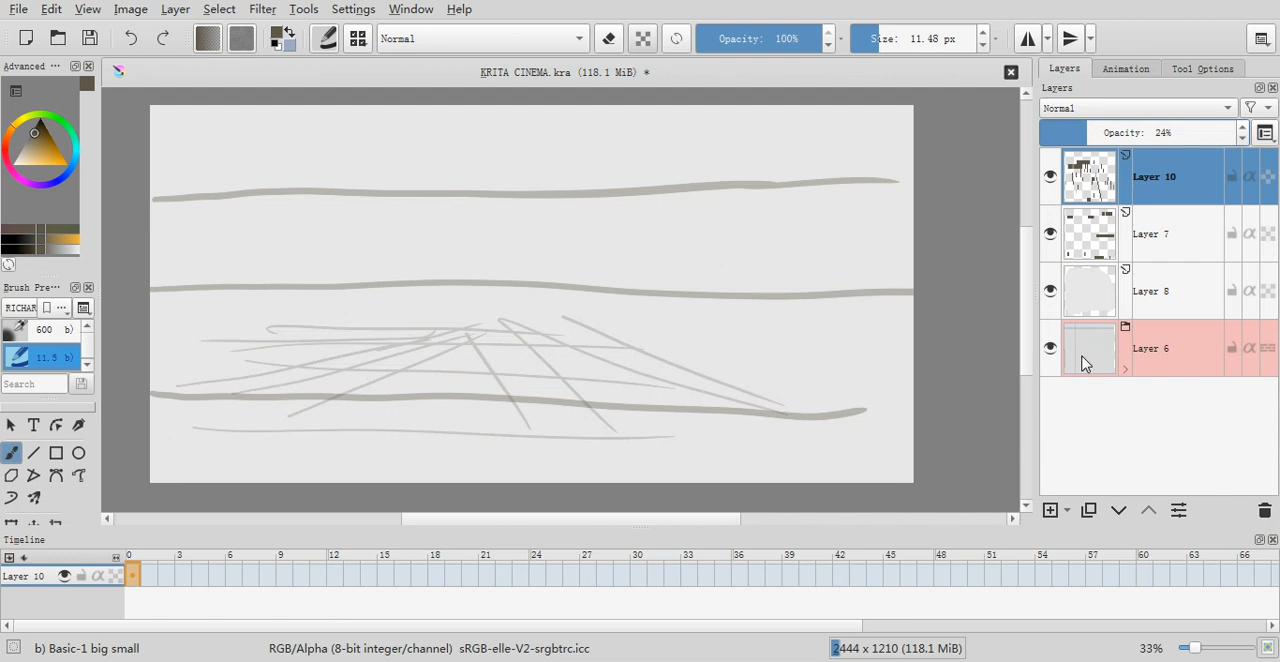 File Edit View Image Layer Select Filter Tools Settings Window Help
Normal
Opacity: 100%
Size: 11.48 px
Advanced ···
KRITA CINEMA.kra (118.1 MiB) *
Layers Animation Tool Options
Layers
Normal
Opacity: 24%
Layer 10
Layer 7
Layer 8
Layer 6
Brush Pre···
RICHAR
600 b)
11.5 b)
Search
Timeline
0 3 6 9 12 15 18 21 24 27 30 33 36 39 42 45 48 51 54 57 60 63 66
Layer 10
b) Basic-1 big small
RGB/Alpha (8-bit integer/channel) sRGB-elle-V2-srgbtrc.icc
2444 x 1210 (118.1 MiB)
33%